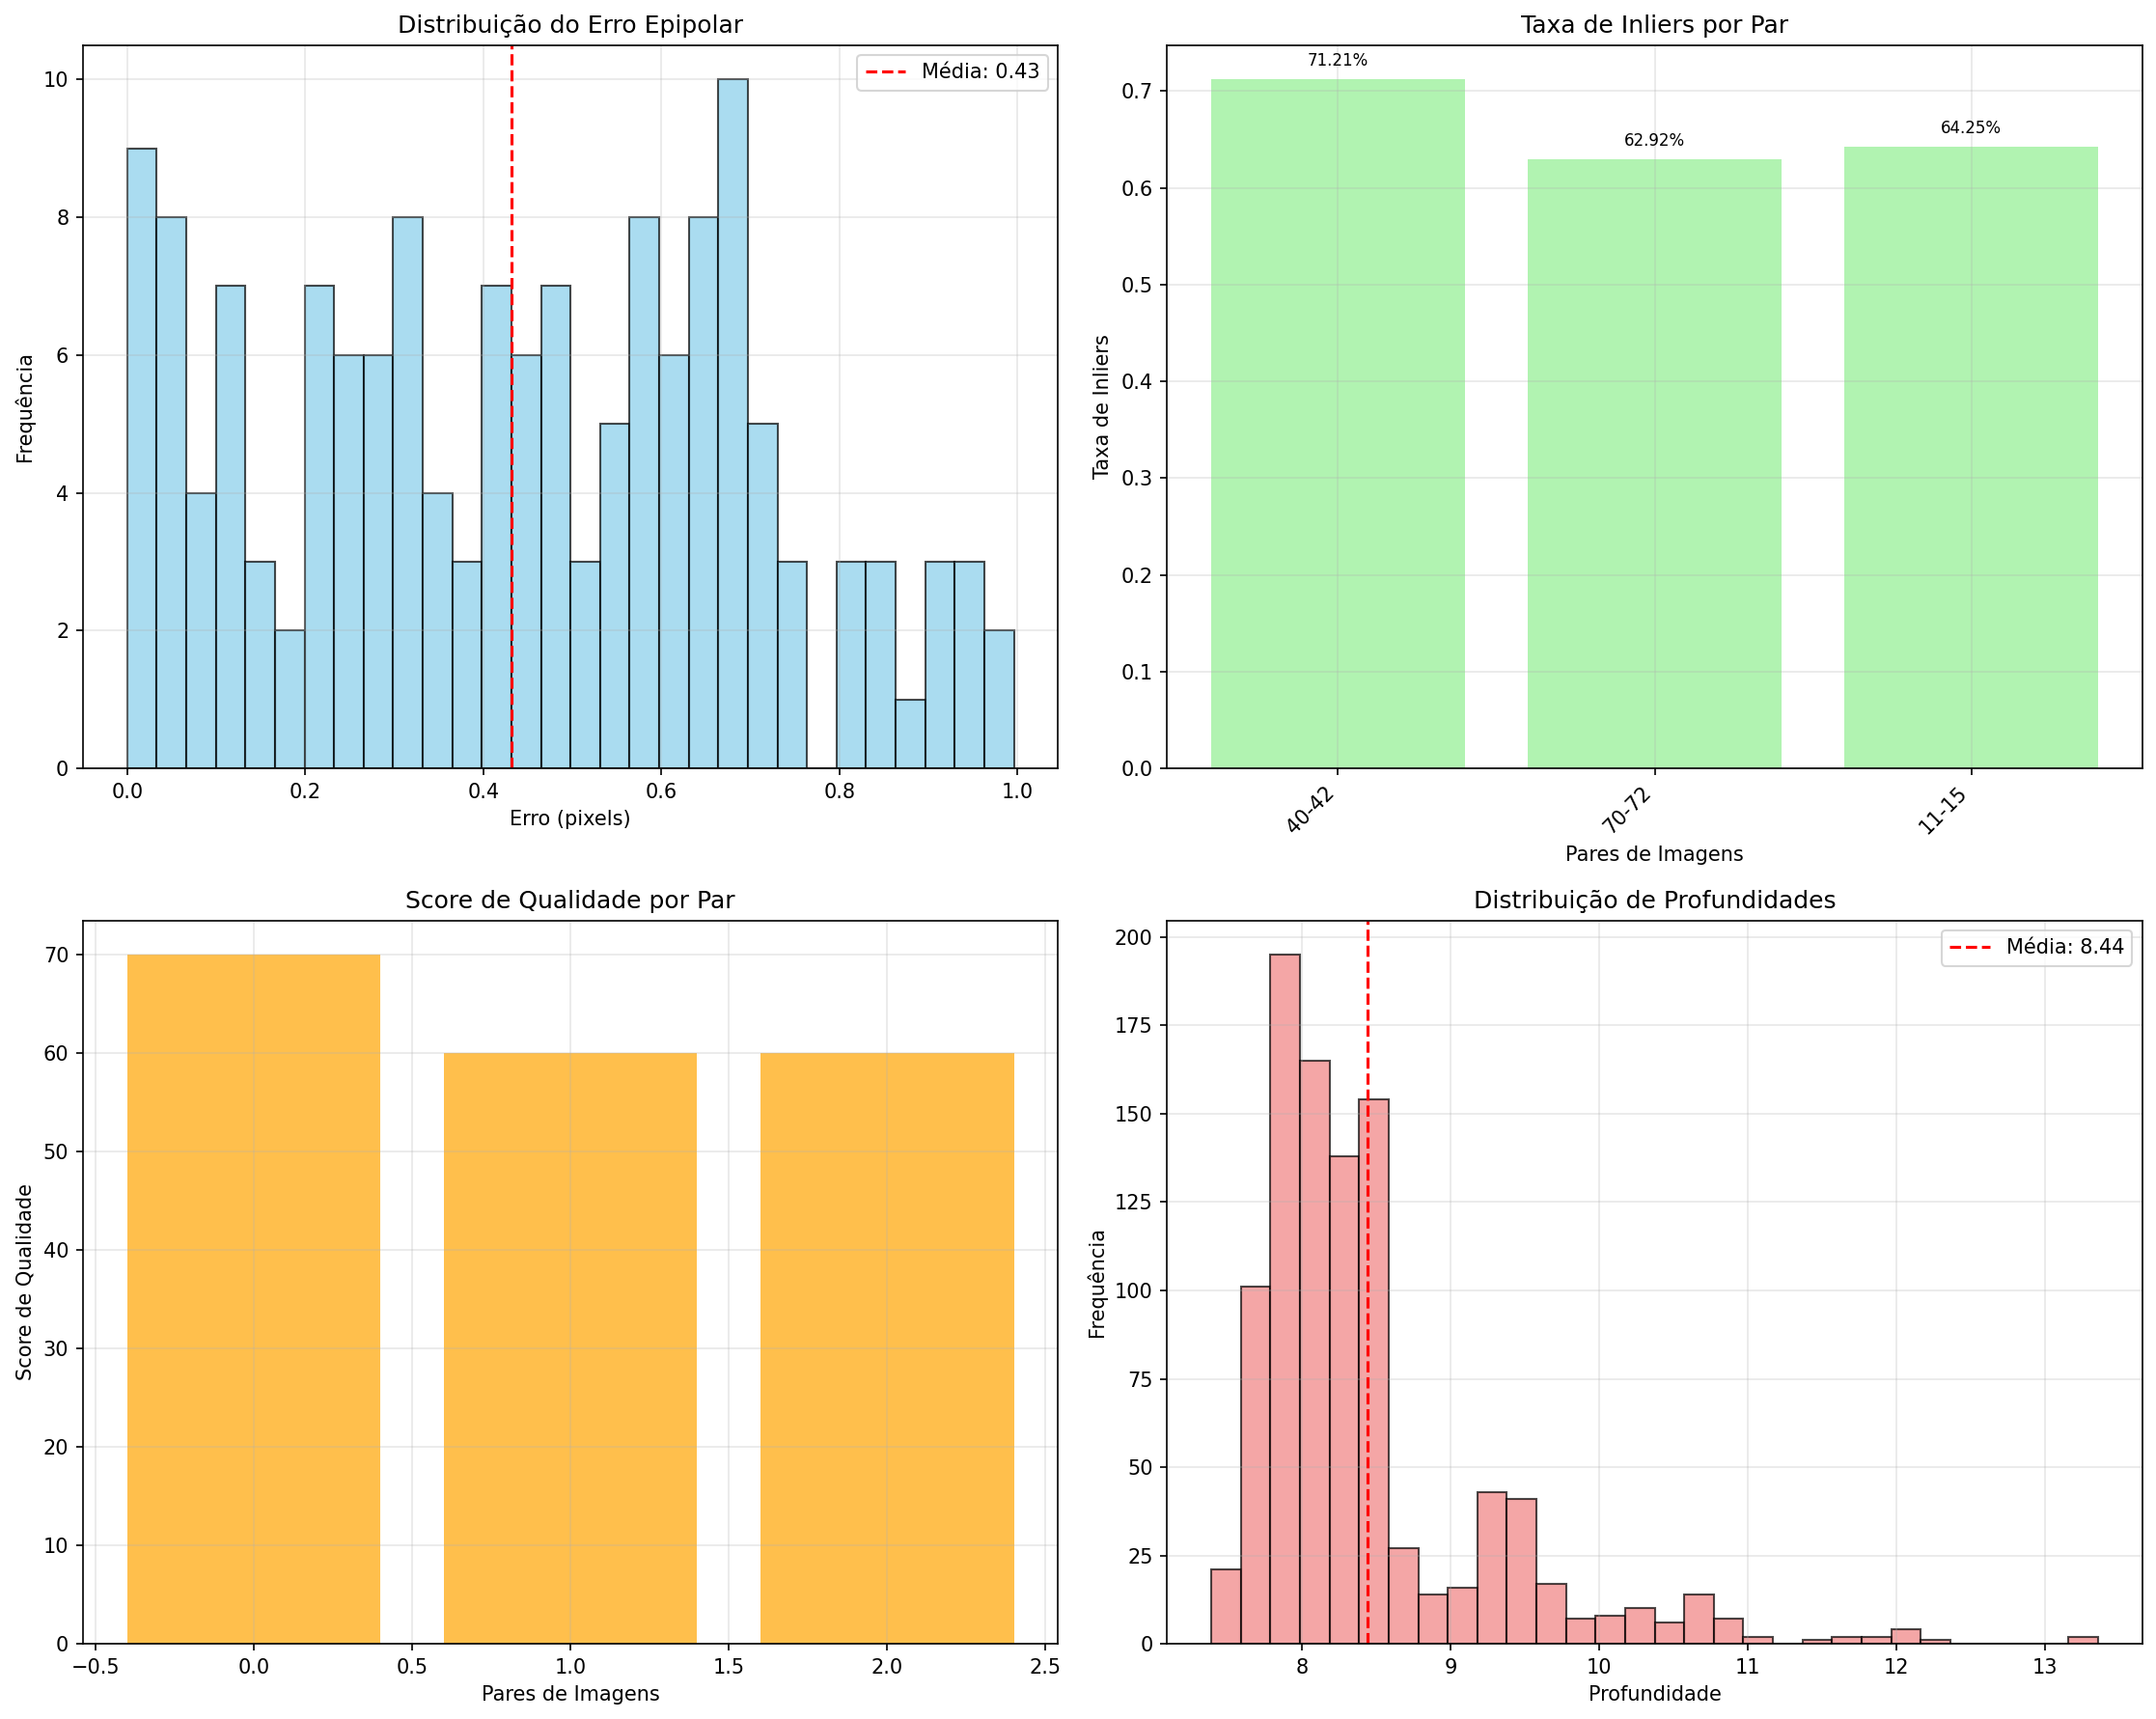 Distribuição do Erro Epipolar
Média: 0.43
10
8
6
4
2
0
Frequência
0.0 0.2 0.4 0.6 0.8 1.0
Erro (pixels)
Taxa de Inliers por Par
71.21%
62.92%
64.25%
0.7
0.6
0.5
0.4
0.3
0.2
0.1
0.0
Taxa de Inliers
40-42 70-72 11-15
Pares de Imagens
Score de Qualidade por Par
70
60
50
40
30
20
10
0
Score de Qualidade
−0.5 0.0 0.5 1.0 1.5 2.0 2.5
Pares de Imagens
Distribuição de Profundidades
Média: 8.44
200
175
150
125
100
75
50
25
0
Frequência
8 9 10 11 12 13
Profundidade